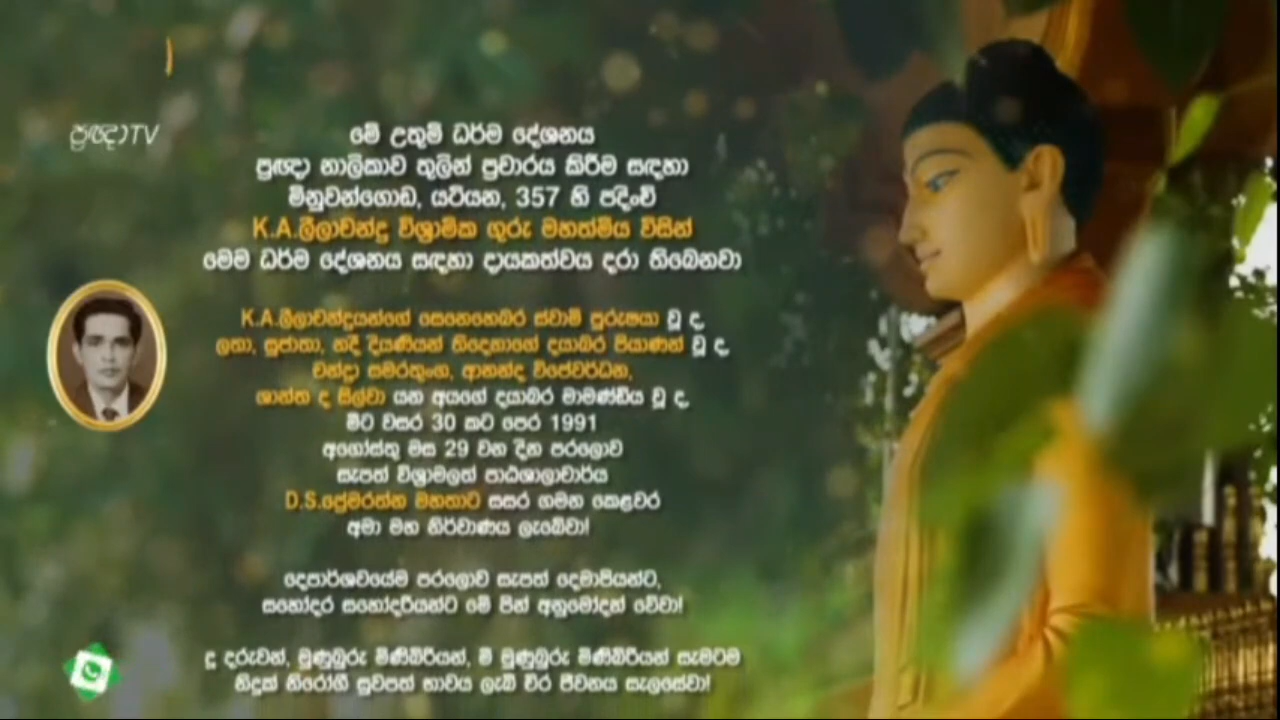 ප්‍රඥාTV
මේ උතුම් ධර්ම දේශනය
ප්‍රඥා නාලිකාව තුලින් ප්‍රචාරය කිරීම සඳහා
මිනුවන්ගොඩ, යටියන, 357 හි පදිංචි
K.A.ලීලාචන්ද්‍රා විශ්‍රාමික ගුරු මහත්මිය විසින්
මෙම ධර්ම දේශනය සඳහා දායකත්වය දරා තිබෙනවා
K.A.ලීලාචන්ද්‍රයන්ගේ සෙනෙහෙබර ස්වාමි පුරුෂයා වූ ද,
ලතා, සුජාතා, නදී දියණියන් තිදෙනාගේ දයාබර පියාණන් වූ ද,
චන්ද්‍රා සමරතුංග, ආනන්ද විජේවර්ධන,
ශාන්ත ද සිල්වා යන අයගේ දයාබර මාමණ්ඩිය වූ ද,
මීට වසර 30 කට පෙර 1991
අගෝස්තු මස 29 වන දින පරලොව
සැපත් විශ්‍රාමලත් පාඨශාලාචාර්ය
D.S.ප්‍රේමරත්න මහතාට සසර ගමන කෙළවර
අමා මහ නිර්වාණය ලැබේවා!
දෙපාර්ශවයේම පරලොව සැපත් දෙමාපියන්ට,
සහෝදර සහෝදරියන්ට මේ පින් අනුමෝදන් වේවා!
දූ දරුවන්, මුණුබුරු මිණිබිරියන්, මී මුණුබුරු මිණිබිරියන් සැමටම
නිදුක් නිරෝගී සුවපත් භාවය ලැබී චිර ජීවනය සැලසේවා!